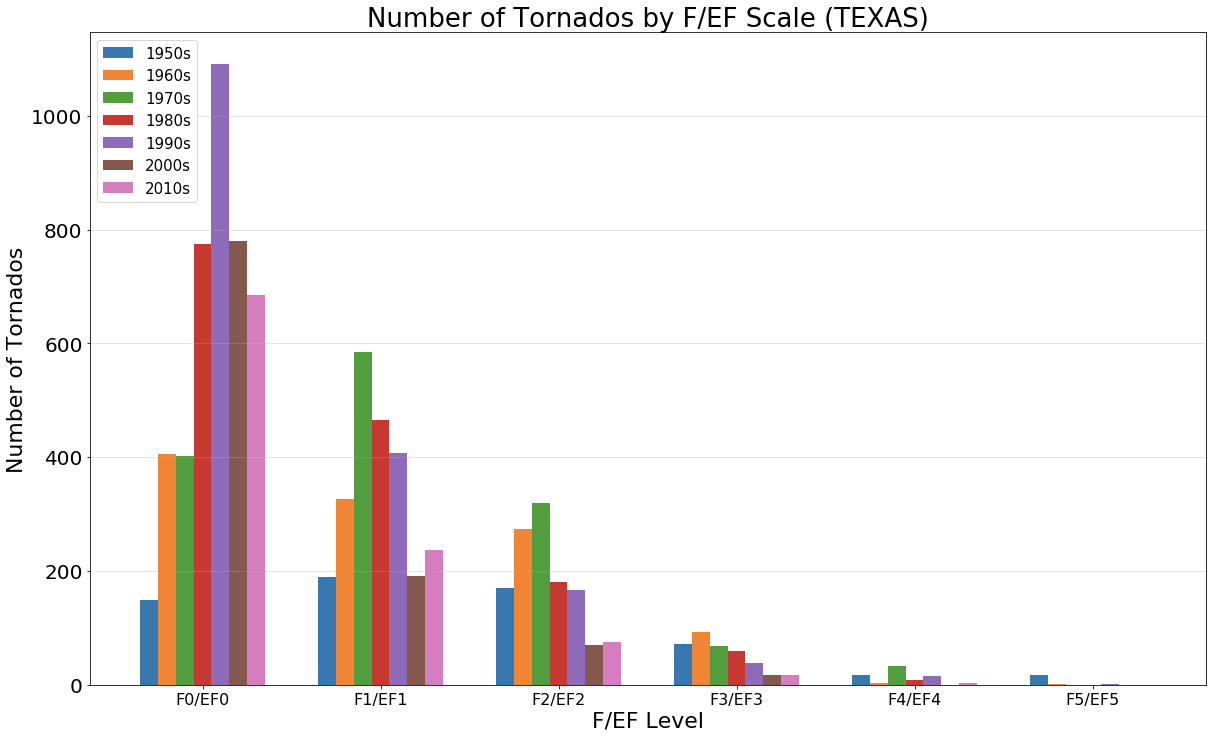 Number of Tornados by F/EF Scale (TEXAS)
1950s
1960s
1970s
1980s
1990s
2000s
2010s
Number of Tornados
1000
800
600
400
200
0
F0/EF0 F1/EF1 F2/EF2 F3/EF3 F4/EF4 F5/EF5
F/EF Level